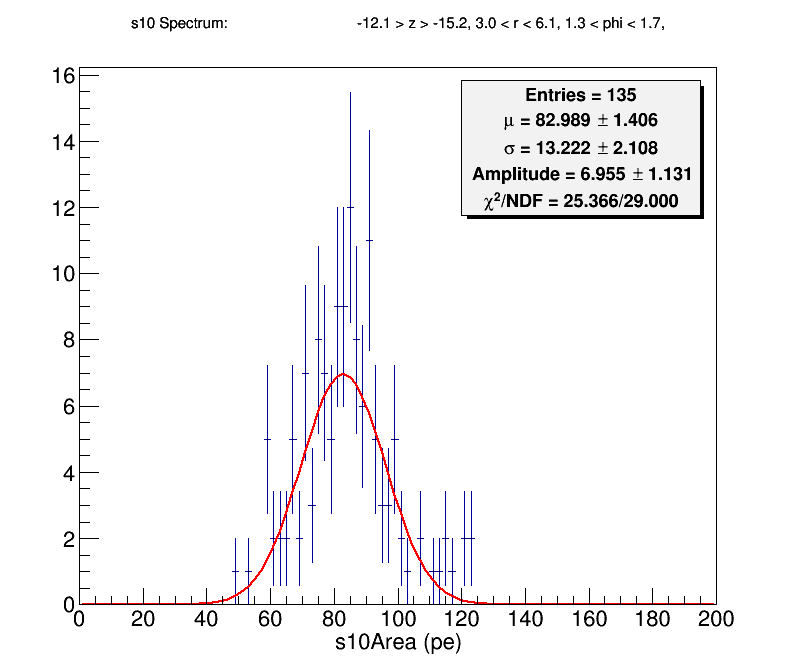 s10 Spectrum: -12.1 > z > -15.2, 3.0 < r < 6.1, 1.3 < phi < 1.7,
Entries = 135
μ = 82.989 ± 1.406
σ = 13.222 ± 2.108
Amplitude = 6.955 ± 1.131
χ²/NDF = 25.366/29.000
16
14
12
10
8
6
4
2
0
0 20 40 60 80 100 120 140 160 180 200
s10Area (pe)